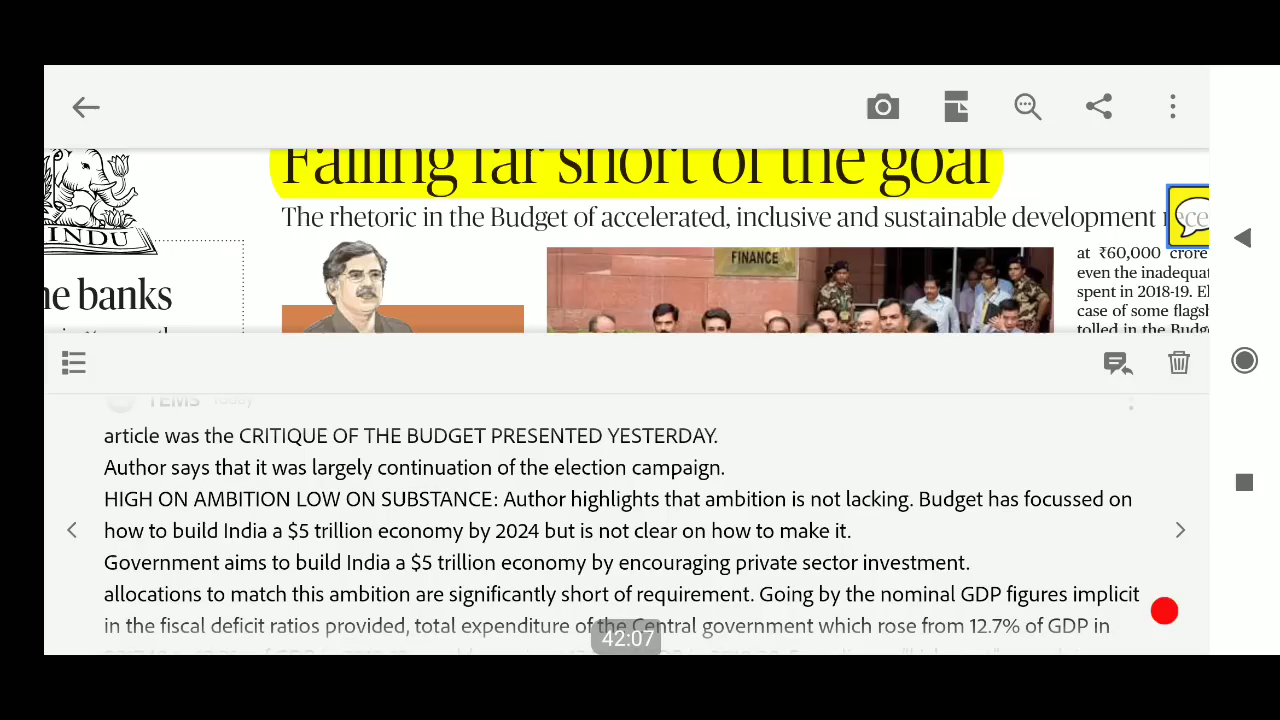 Falling far short of the goal
The rhetoric in the Budget of accelerated, inclusive and sustainable development
INDU
he banks
FINANCE
at ₹60,000 crore
even the inadequat
spent in 2018-19. El
case of some flagsh
tolled in the Budg
TEMS Today
article was the CRITIQUE OF THE BUDGET PRESENTED YESTERDAY.
Author says that it was largely continuation of the election campaign.
HIGH ON AMBITION LOW ON SUBSTANCE: Author highlights that ambition is not lacking. Budget has focussed on
how to build India a $5 trillion economy by 2024 but is not clear on how to make it.
Government aims to build India a $5 trillion economy by encouraging private sector investment.
allocations to match this ambition are significantly short of requirement. Going by the nominal GDP figures implicit
in the fiscal deficit ratios provided, total expenditure of the Central government which rose from 12.7% of GDP in
42:07